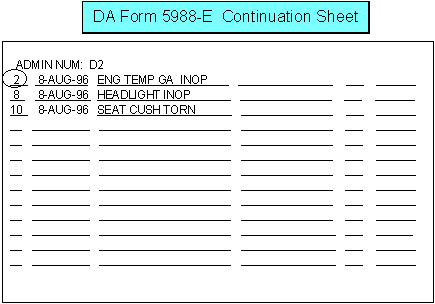 DA Form 5988-E Continuation Sheet
ADMIN NUM: D2
2 8-AUG-96 ENG TEMP GA INOP
8 8-AUG-96 HEADLIGHT INOP
10 8-AUG-96 SEAT CUSH TORN